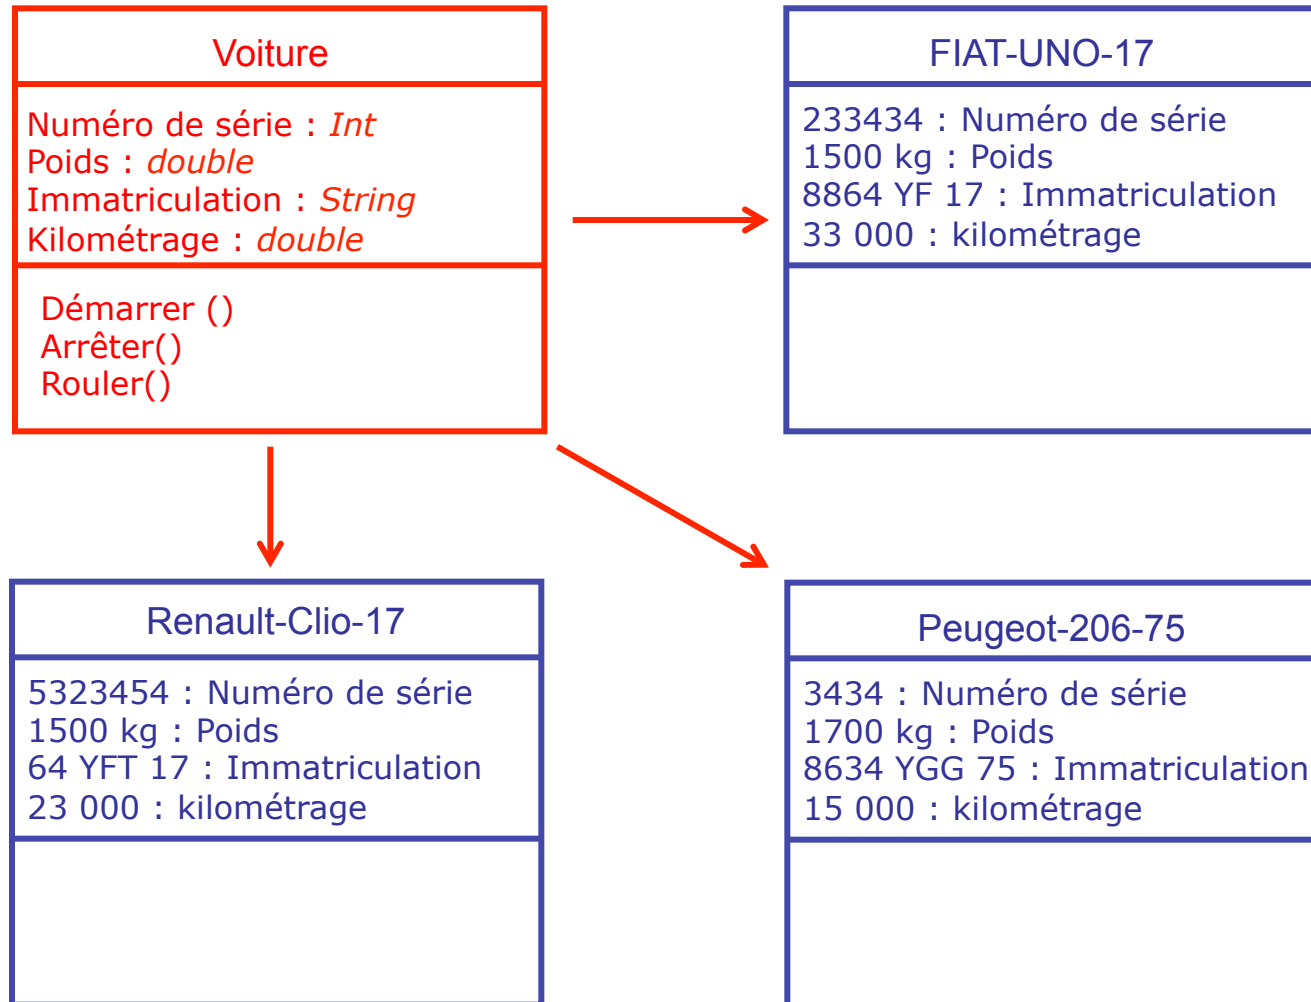 Voiture
Numéro de série : Int
Poids : double
Immatriculation : String
Kilométrage : double
Démarrer ()
Arrêter()
Rouler()
FIAT-UNO-17
233434 : Numéro de série
1500 kg : Poids
8864 YF 17 : Immatriculation
33 000 : kilométrage
Renault-Clio-17
5323454 : Numéro de série
1500 kg : Poids
64 YFT 17 : Immatriculation
23 000 : kilométrage
Peugeot-206-75
3434 : Numéro de série
1700 kg : Poids
8634 YGG 75 : Immatriculation
15 000 : kilométrage